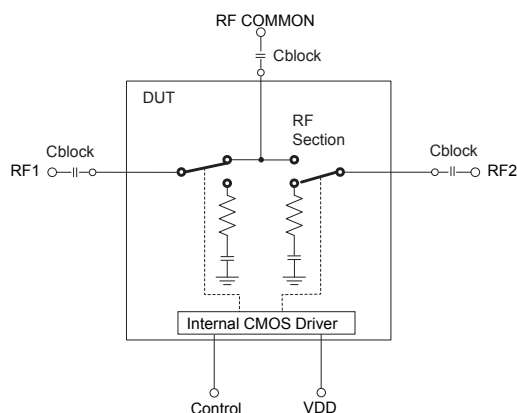 RF COMMON
Cblock
DUT
RF
Section
Cblock
RF1
Cblock
RF2
Internal CMOS Driver
Control
VDD